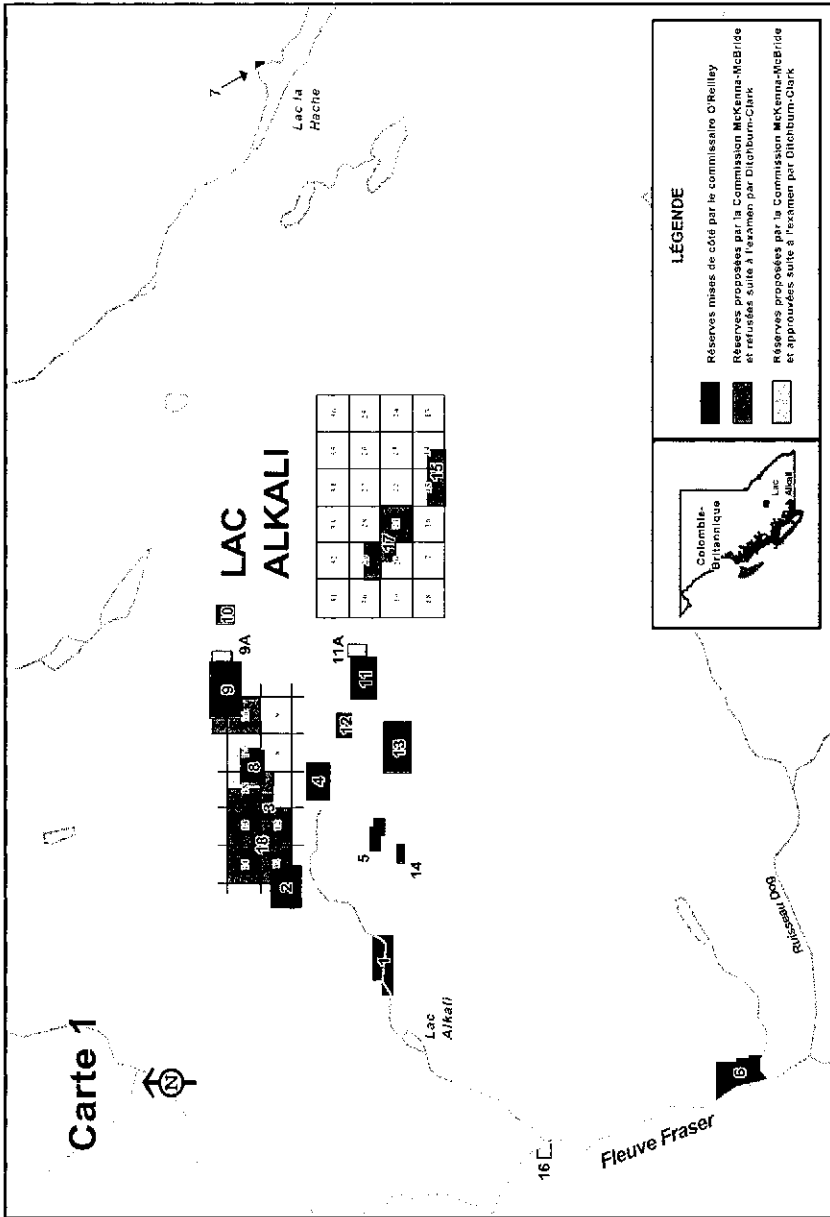 Carte 1
N
LAC
ALKALI
Lac la
Hache
7
10
9A
9
8
3
18
2
4
12
11A
11
13
5
14
1
17
15
Lac
Alkali
16
6
Fleuve Fraser
Ruisseau Dog
Colombie-
Britannique
Lac
Alkali
LÉGENDE
Réserves mises de côté par le commissaire O'Reilley
Réserves proposées par la Commission McKenna-McBride
et refusées suite à l'examen par Ditchburn-Clark
Réserves proposées par la Commission McKenna-McBride
et approuvées suite à l'examen par Ditchburn-Clark